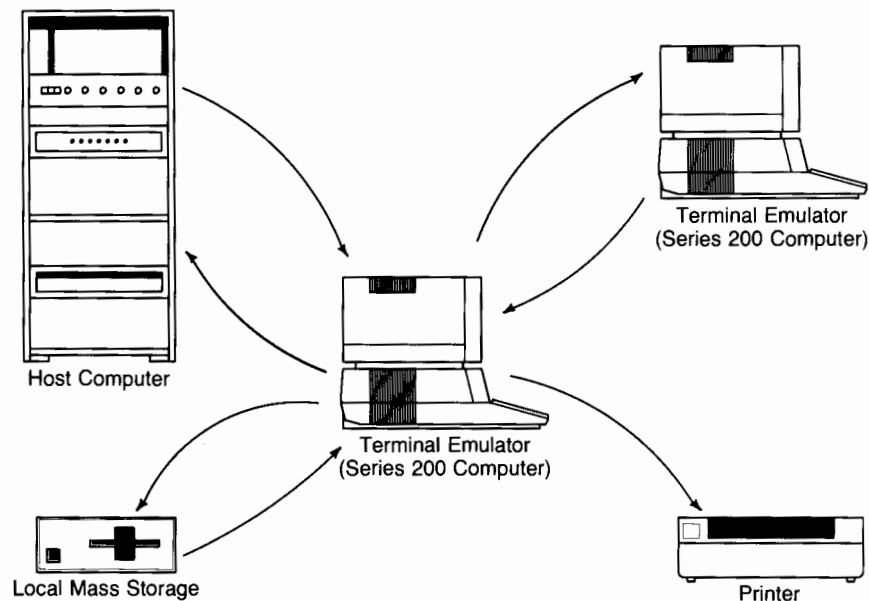 Terminal Emulator
(Series 200 Computer)
Host Computer
Terminal Emulator
(Series 200 Computer)
Local Mass Storage
Printer